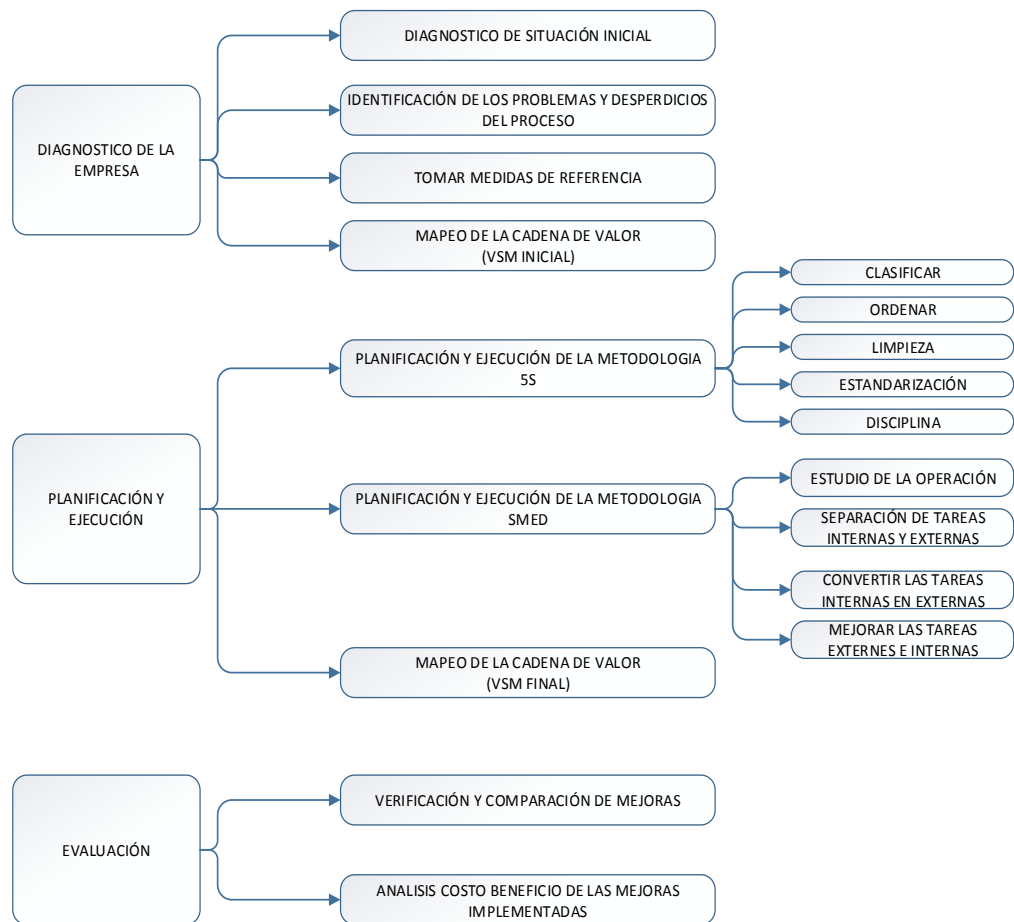 DIAGNOSTICO DE LA
EMPRESA
DIAGNOSTICO DE SITUACIÓN INICIAL
IDENTIFICACIÓN DE LOS PROBLEMAS Y DESPERDICIOS
DEL PROCESO
TOMAR MEDIDAS DE REFERENCIA
MAPEO DE LA CADENA DE VALOR
(VSM INICIAL)
PLANIFICACIÓN Y
EJECUCIÓN
PLANIFICACIÓN Y EJECUCIÓN DE LA METODOLOGIA
5S
CLASIFICAR
ORDENAR
LIMPIEZA
ESTANDARIZACIÓN
DISCIPLINA
PLANIFICACIÓN Y EJECUCIÓN DE LA METODOLOGIA
SMED
ESTUDIO DE LA OPERACIÓN
SEPARACIÓN DE TAREAS
INTERNAS Y EXTERNAS
CONVERTIR LAS TAREAS
INTERNAS EN EXTERNAS
MEJORAR LAS TAREAS
EXTERNES E INTERNAS
MAPEO DE LA CADENA DE VALOR
(VSM FINAL)
EVALUACIÓN
VERIFICACIÓN Y COMPARACIÓN DE MEJORAS
ANALISIS COSTO BENEFICIO DE LAS MEJORAS
IMPLEMENTADAS